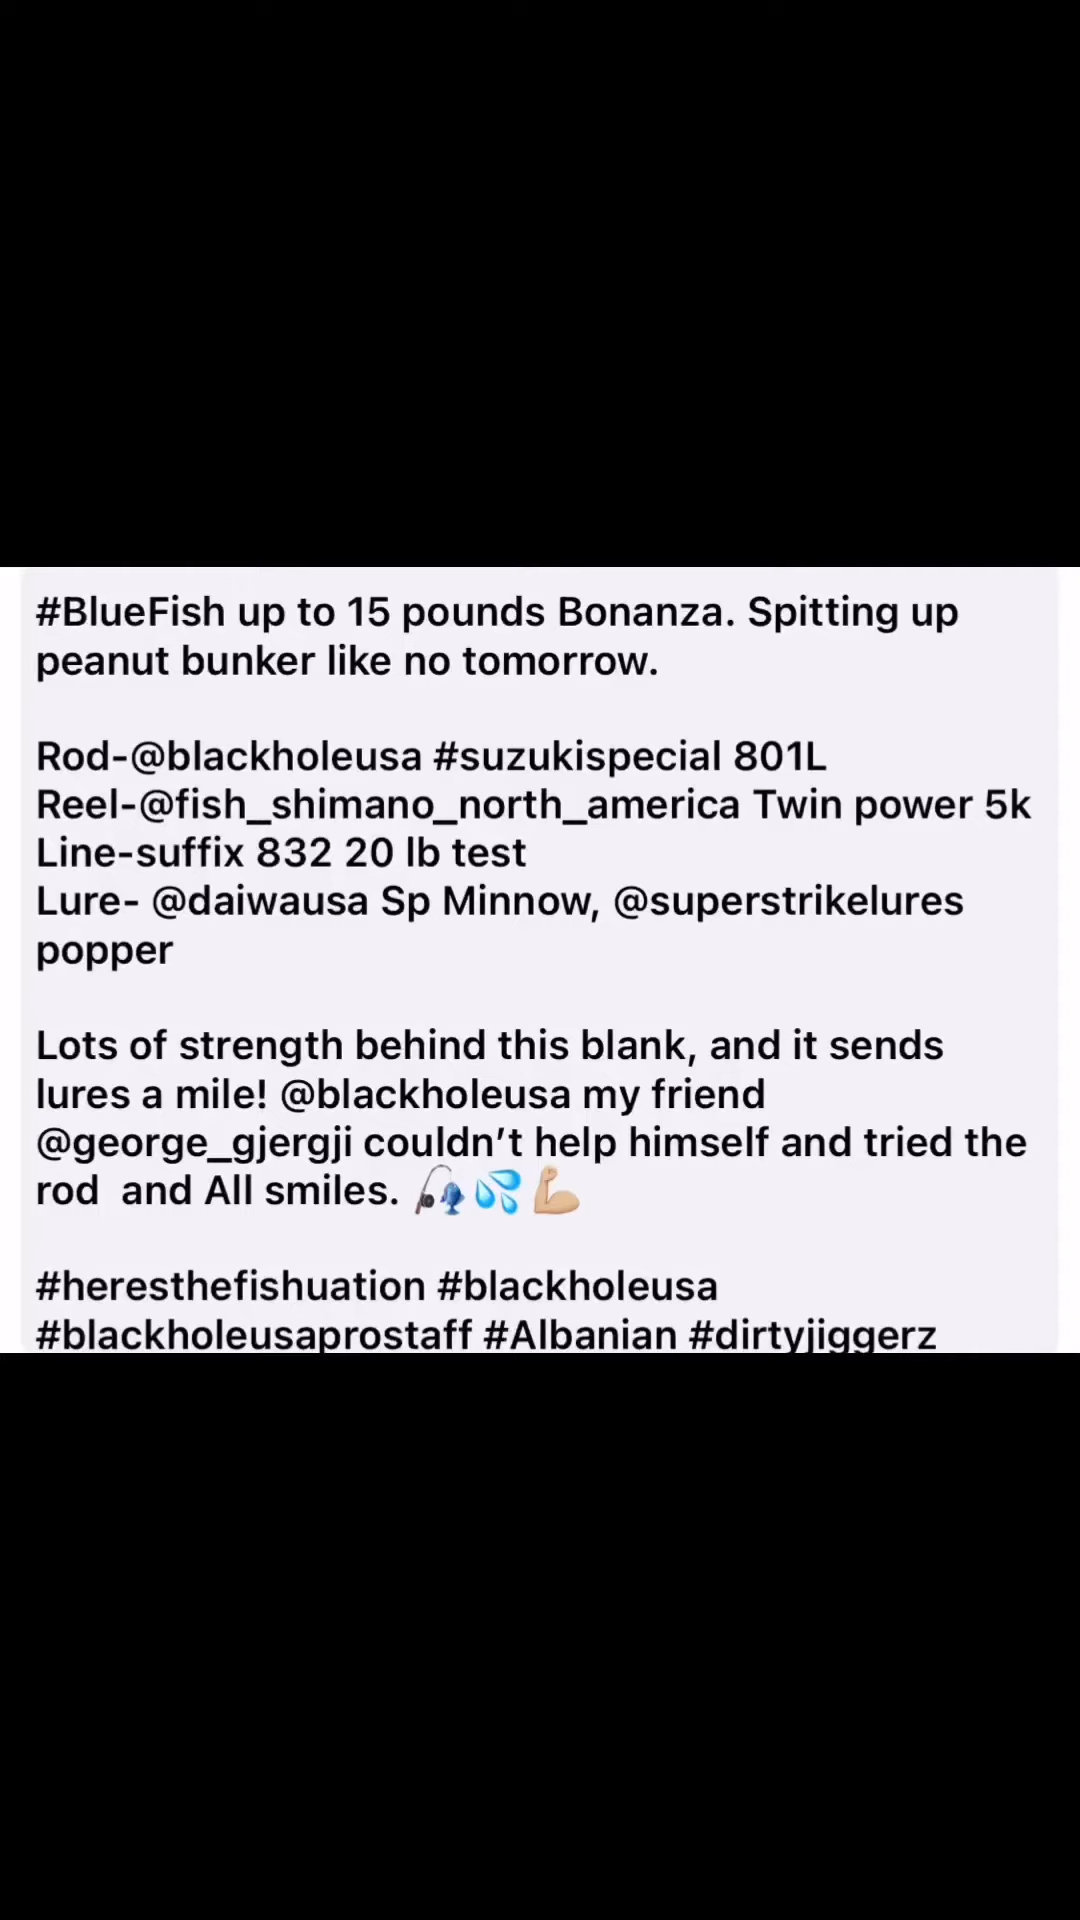 #BlueFish up to 15 pounds Bonanza. Spitting up
peanut bunker like no tomorrow.
Rod-@blackholeusa #suzukispecial 801L
Reel-@fish_shimano_north_america Twin power 5k
Line-suffix 832 20 lb test
Lure- @daiwausa Sp Minnow, @superstrikelures
popper
Lots of strength behind this blank, and it sends
lures a mile! @blackholeusa my friend
@george_gjergji couldn’t help himself and tried the
rod  and All smiles. 🎣💦💪🏼
#heresthefishuation #blackholeusa
#blackholeusaprostaff #Albanian #dirtyjiggerz